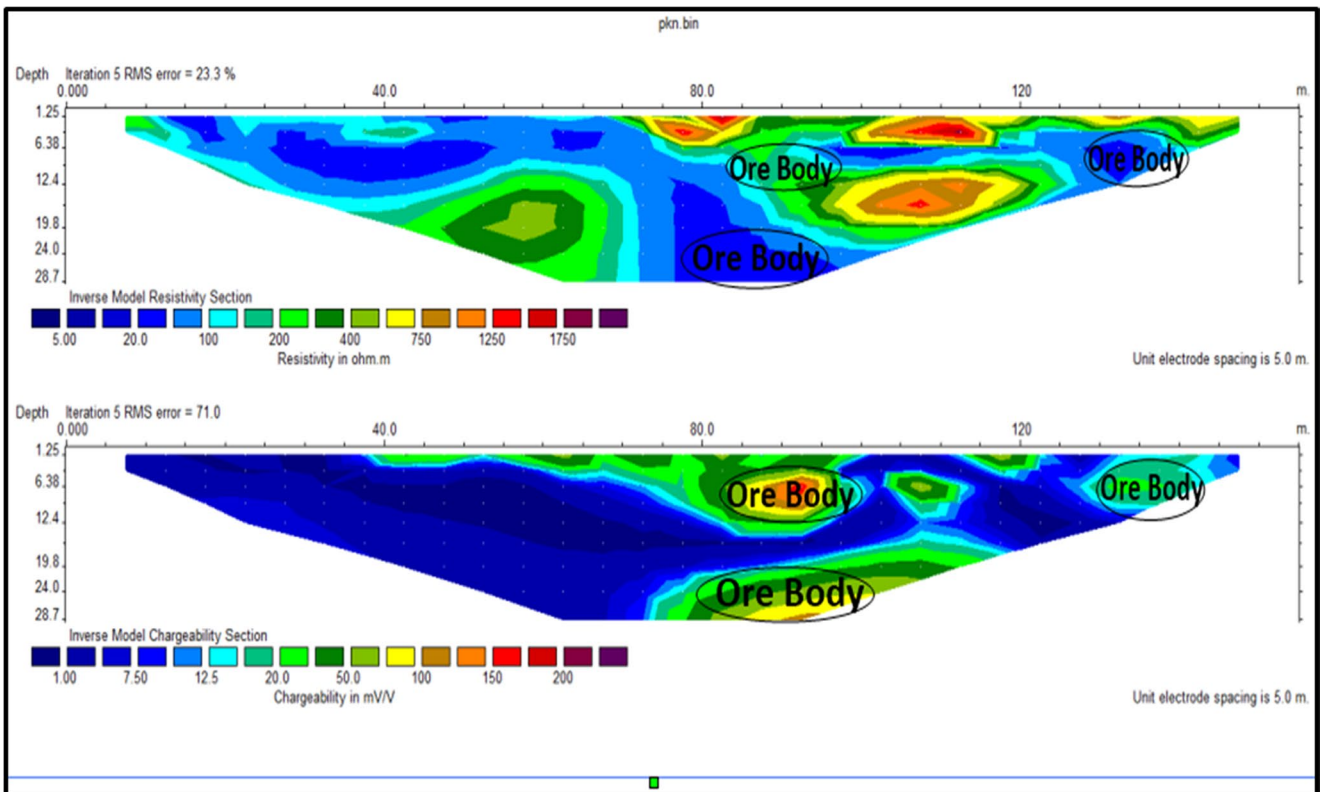 pkn.bin
Depth Iteration 5 RMS error = 23.3 %
0.000 40.0 80.0 120 m.
1.25
6.38
12.4
19.8
24.0
28.7
Ore Body
Ore Body
Ore Body
Inverse Model Resistivity Section
5.00 20.0 100 200 400 750 1250 1750
Resistivity in ohm.m
Unit electrode spacing is 5.0 m.
Depth Iteration 5 RMS error = 71.0
0.000 40.0 80.0 120 m.
1.25
6.38
12.4
19.8
24.0
28.7
Ore Body
Ore Body
Ore Body
Inverse Model Chargeability Section
1.00 7.50 12.5 20.0 50.0 100 150 200
Chargeability in mV/V
Unit electrode spacing is 5.0 m.